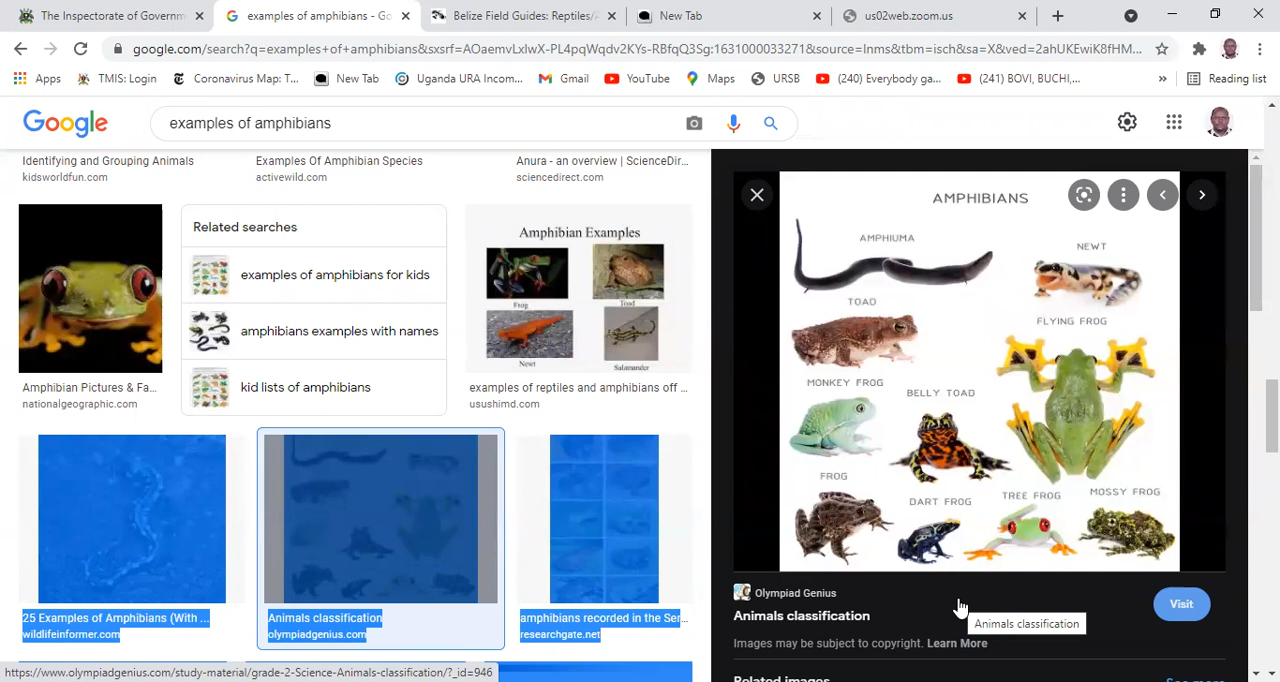 The Inspectorate of Governm
examples of amphibians - Go
Belize Field Guides: Reptiles/A
New Tab
us02web.zoom.us
google.com/search?q=examples+of+amphibians&sxsrf=AOaemvLxlwX-PL4pqWqdv2KYs-RBfqQ3Sg:1631000033271&source=lnms&tbm=isch&sa=X&ved=2ahUKEwiK8fHM...
Apps
TMIS: Login
Coronavirus Map: T...
New Tab
Uganda URA Incom...
Gmail
YouTube
Maps
URSB
(240) Everybody ga...
(241) BOVI, BUCHI,...
»
Reading list
Google
examples of amphibians
Identifying and Grouping Animals
kidsworldfun.com
Examples Of Amphibian Species
activewild.com
Anura - an overview | ScienceDir...
sciencedirect.com
Related searches
examples of amphibians for kids
amphibians examples with names
kid lists of amphibians
Amphibian Examples
Frog
Toad
Newt
Salamander
Amphibian Pictures & Fa...
nationalgeographic.com
examples of reptiles and amphibians off ...
usushimd.com
25 Examples of Amphibians (With ...
wildlifeinformer.com
Animals classification
olympiadgenius.com
amphibians recorded in the Ser...
researchgate.net
AMPHIBIANS
AMPHIUMA
NEWT
TOAD
FLYING FROG
MONKEY FROG
BELLY TOAD
FROG
DART FROG
TREE FROG
MOSSY FROG
Olympiad Genius
Animals classification
Visit
Animals classification
Images may be subject to copyright. Learn More
Related images
See more
https://www.olympiadgenius.com/study-material/grade-2-Science-Animals-classification/?_id=946